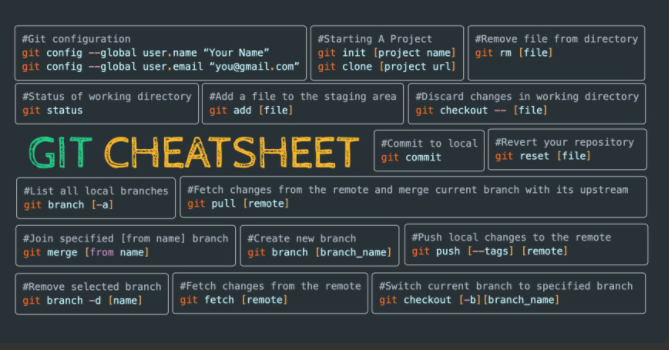 #Git configuration
git config --global user.name “Your Name”
git config --global user.email “you@gmail.com”
#Starting A Project
git init [project name]
git clone [project url]
#Remove file from directory
git rm [file]
#Status of working directory
git status
#Add a file to the staging area
git add [file]
#Discard changes in working directory
git checkout -- [file]
GIT CHEATSHEET
#Commit to local
git commit
#Revert your repository
git reset [file]
#List all local branches
git branch [-a]
#Fetch changes from the remote and merge current branch with its upstream
git pull [remote]
#Join specified [from name] branch
git merge [from name]
#Create new branch
git branch [branch_name]
#Push local changes to the remote
git push [--tags] [remote]
#Remove selected branch
git branch -d [name]
#Fetch changes from the remote
git fetch [remote]
#Switch current branch to specified branch
git checkout [-b][branch_name]